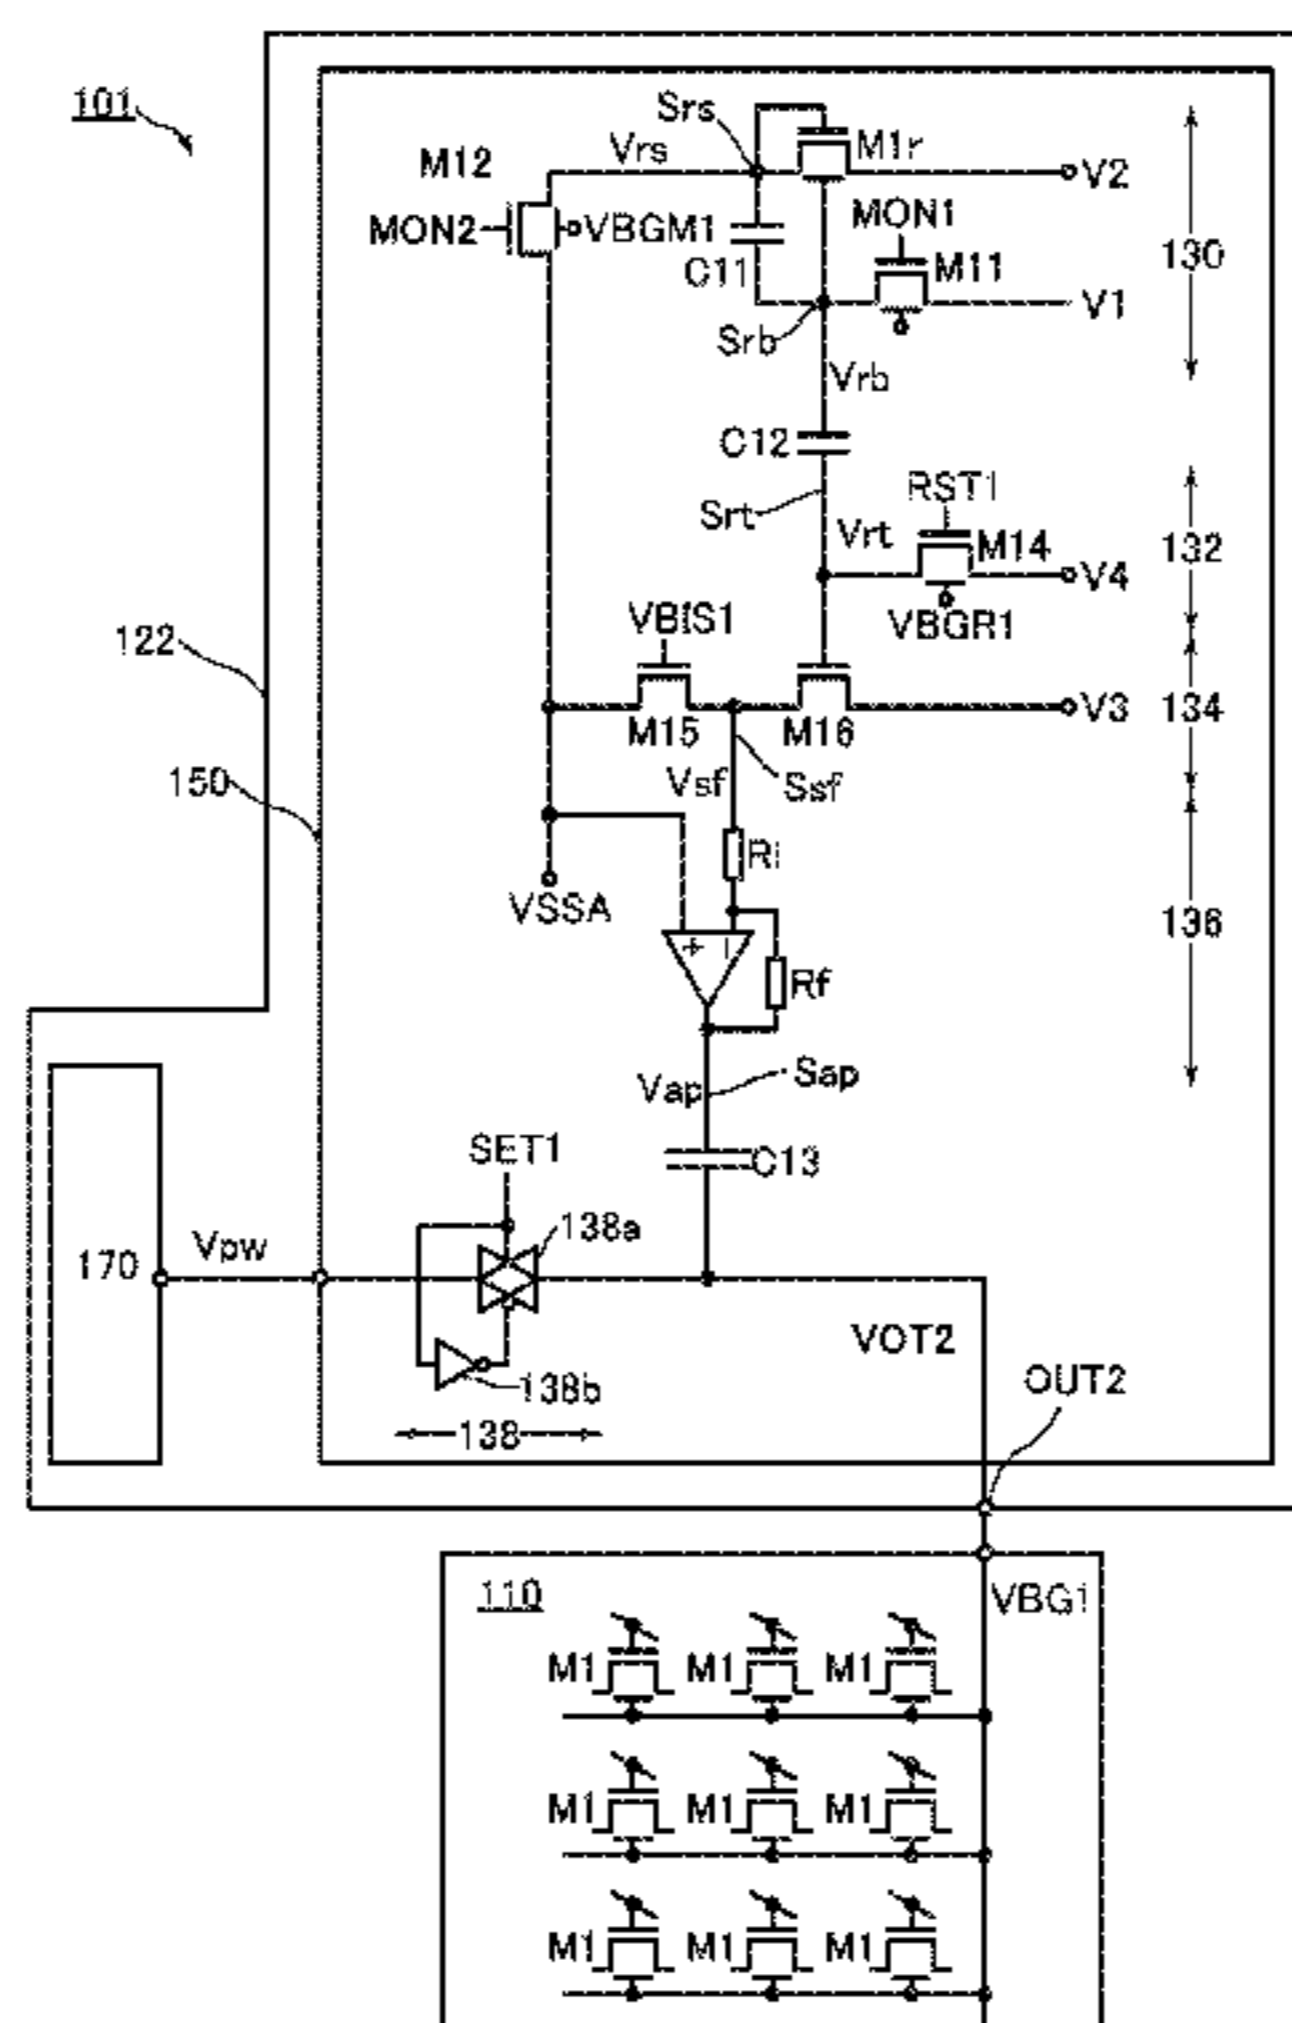 101
Srs
M1r
Vrs
M12
V2
MON1
MON2
VBGM1
C11
M11
130
V1
Srb
Vrb
C12
RST1
Srt
Vrt
M14
132
V4
VBIS1
VBGR1
122
M15
M16
V3
134
150
Vsf
Ssf
Ri
VSSA
136
+
Rf
Vap
Sap
SET1
C13
138a
Vpw
170
VOT2
138b
OUT2
138
110
VBG1
M1 M1 M1
M1 M1 M1
M1 M1 M1